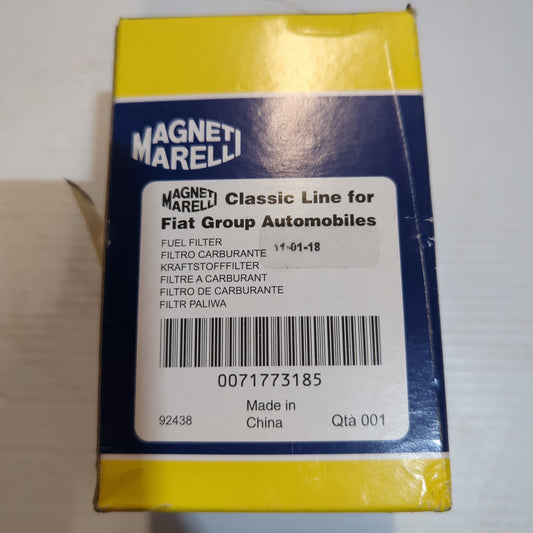 MAGNETI
MARELLI
MAGNETI MARELLI Classic Line for
Fiat Group Automobiles
FUEL FILTER
FILTRO CARBURANTE 11-01-18
KRAFTSTOFFFILTER
FILTRE A CARBURANT
FILTRO DE CARBURANTE
FILTR PALIWA
0071773185
92438 Made in China Qtà 001